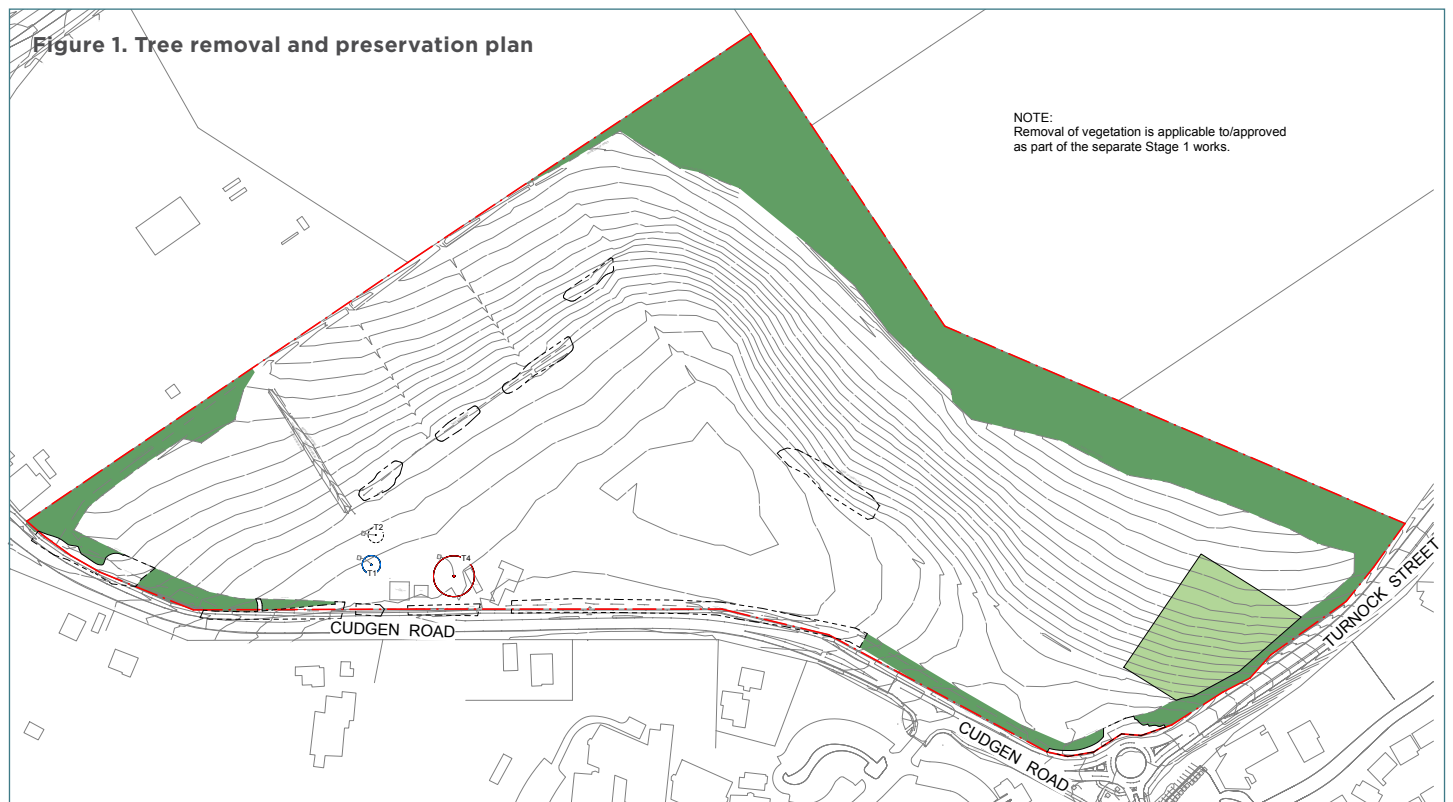 Figure 1. Tree removal and preservation plan
NOTE:
Removal of vegetation is applicable to/approved
as part of the separate Stage 1 works.
T2
T1
T4
CUDGEN ROAD
TURNOCK STREET
CUDGEN ROAD